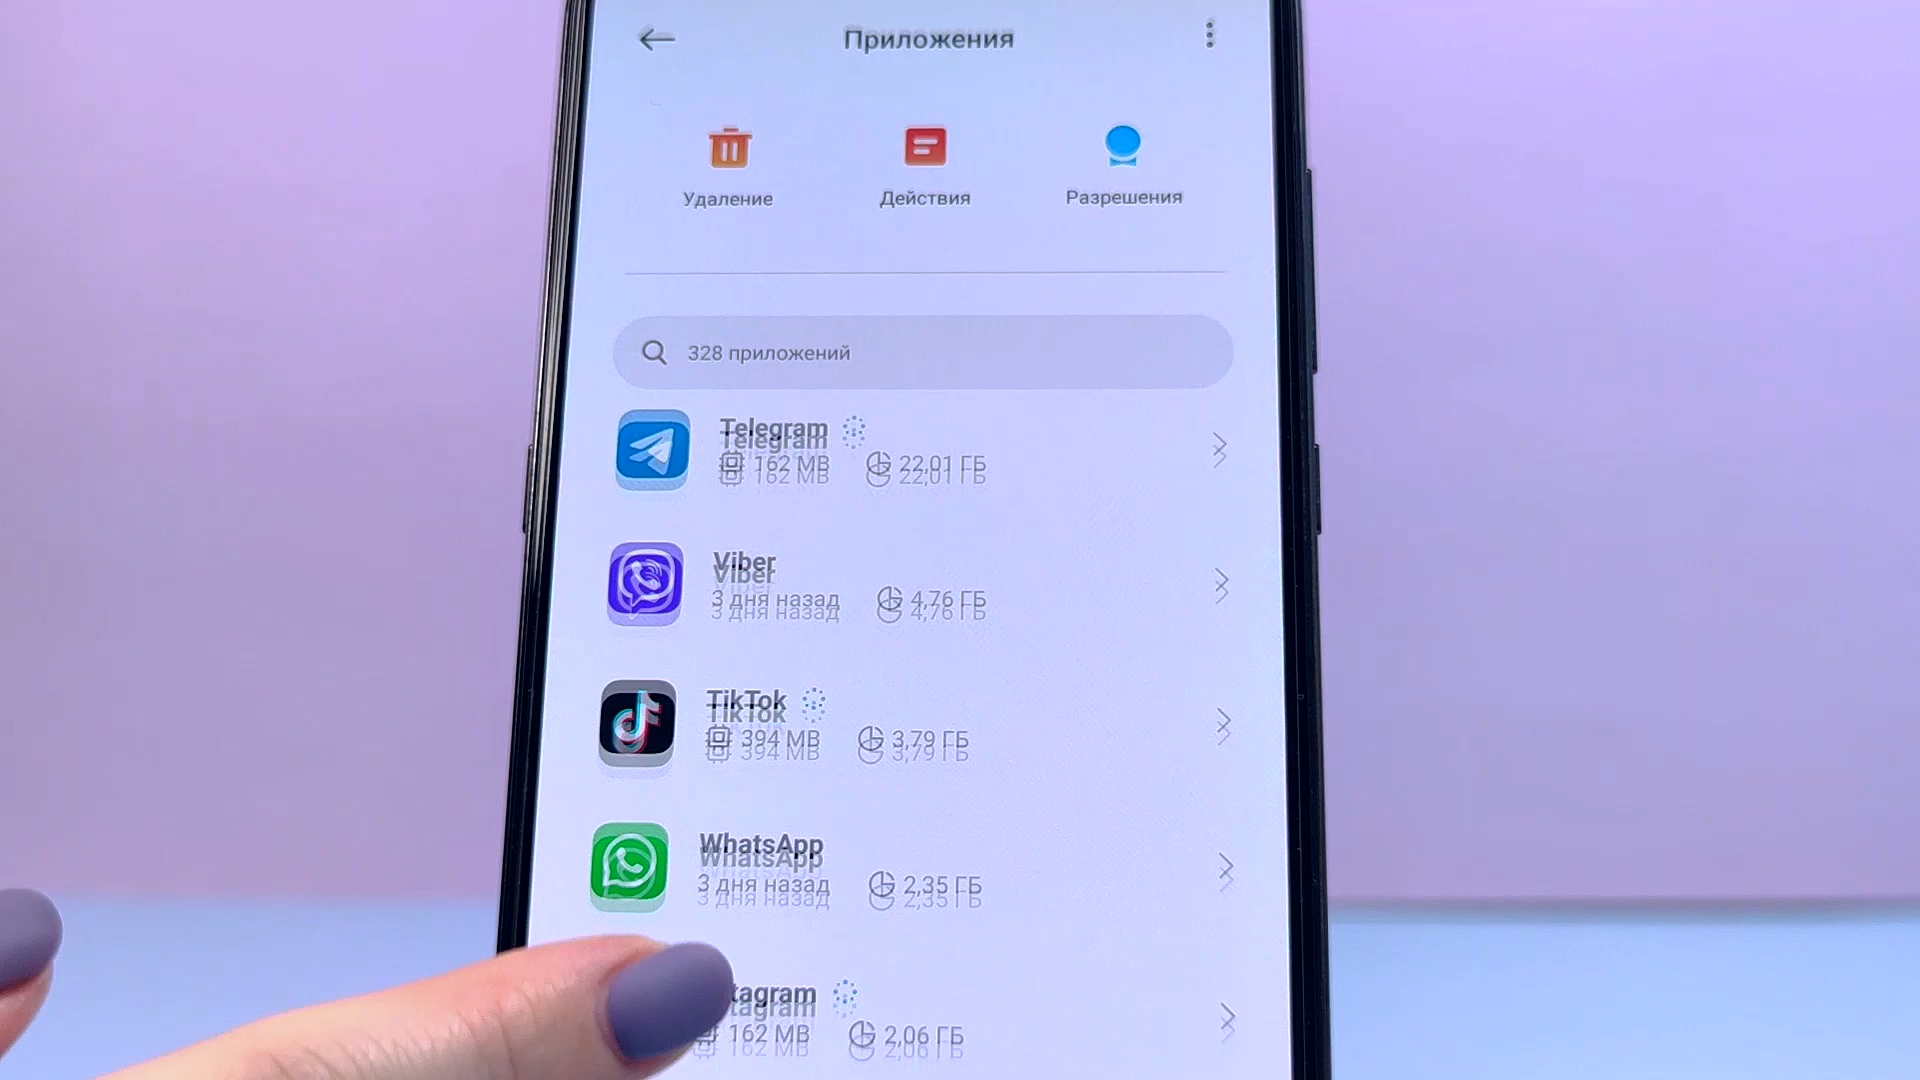 Приложения
Удаление Действия Разрешения
328 приложений
Telegram
162 MB 22,01 ГБ
Viber
3 дня назад 4,76 ГБ
TikTok
394 MB 3,79 ГБ
WhatsApp
3 дня назад 2,35 ГБ
tagram
162 MB 2,06 ГБ